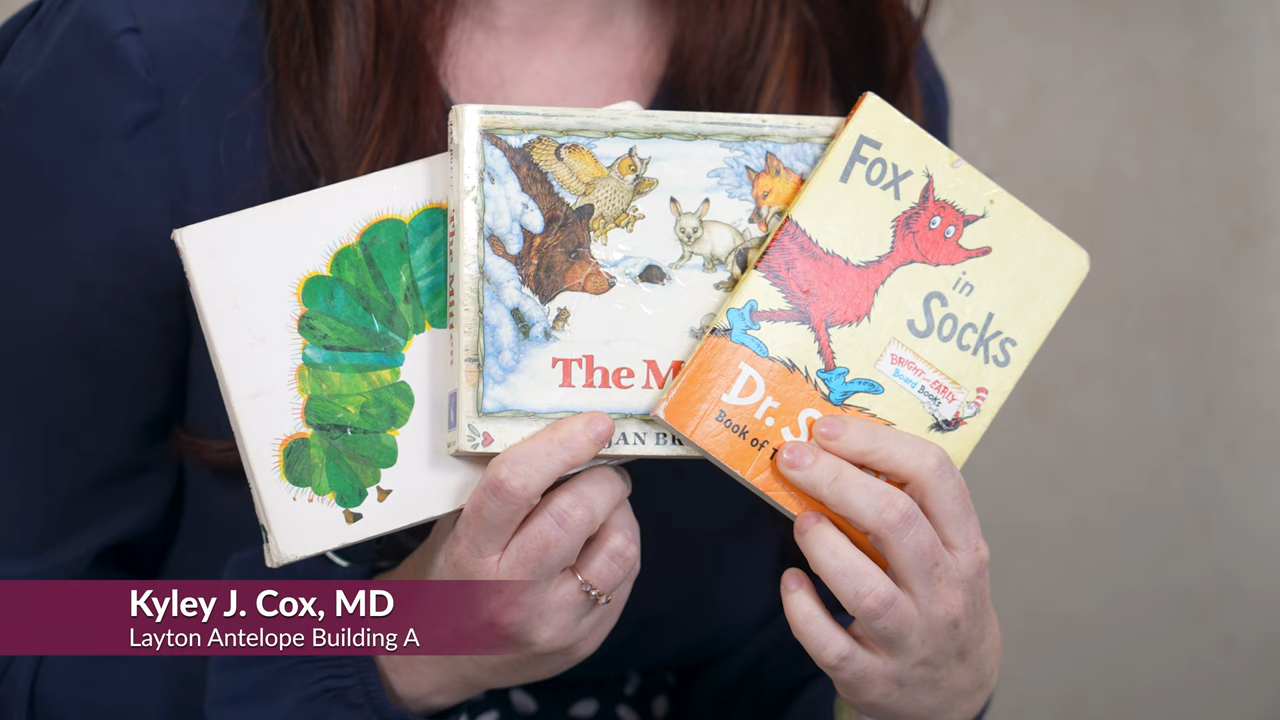 The M
JAN BR
Fox
in
Socks
BRIGHT and EARLY
Board Books
Dr. S
Book of T
Kyley J. Cox, MD
Layton Antelope Building A